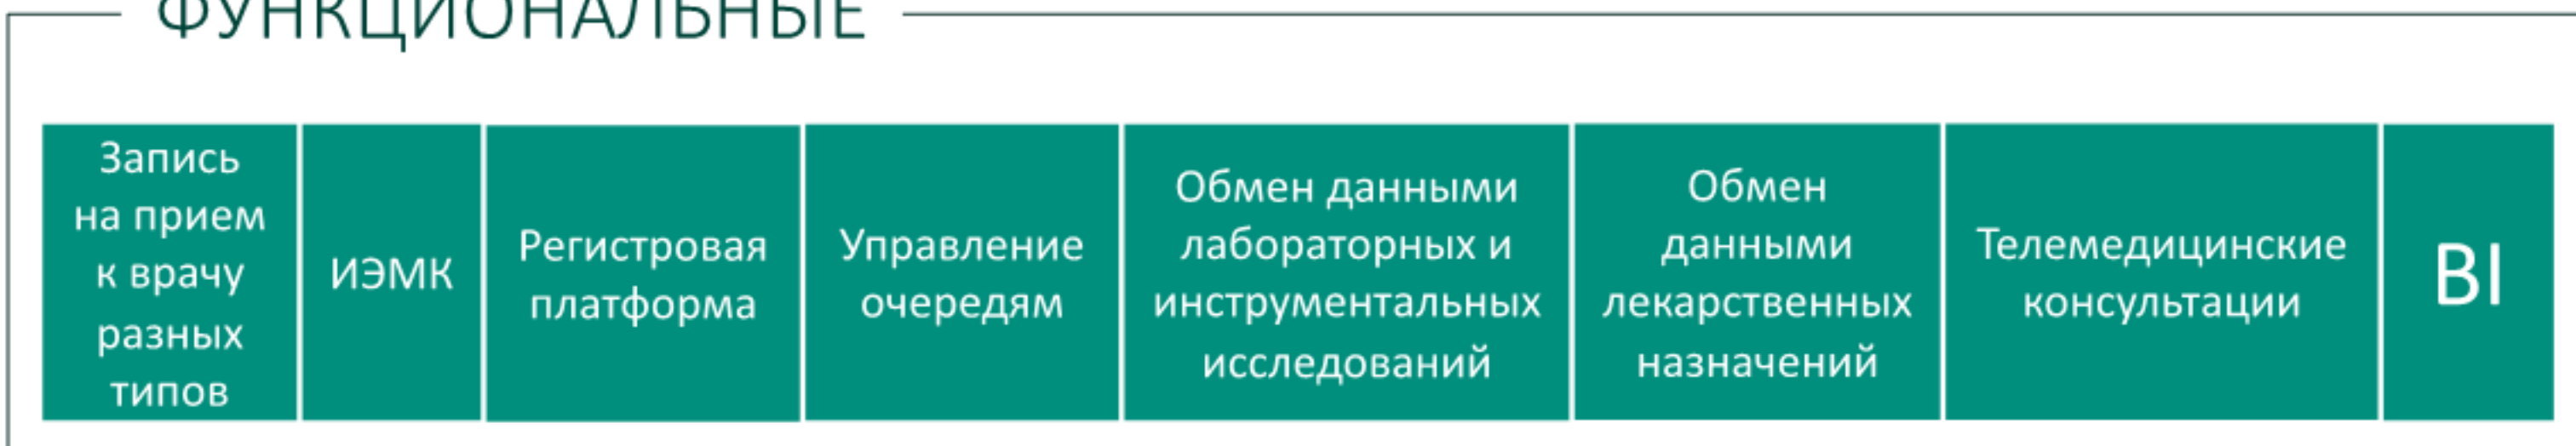 ФУНКЦИОНАЛЬНЫЕ
Запись
на прием
к врачу
разных
типов
ИЭМК
Регистровая
платформа
Управление
очередям
Обмен данными
лабораторных и
инструментальных
исследований
Обмен
данными
лекарственных
назначений
Телемедицинские
консультации
BI